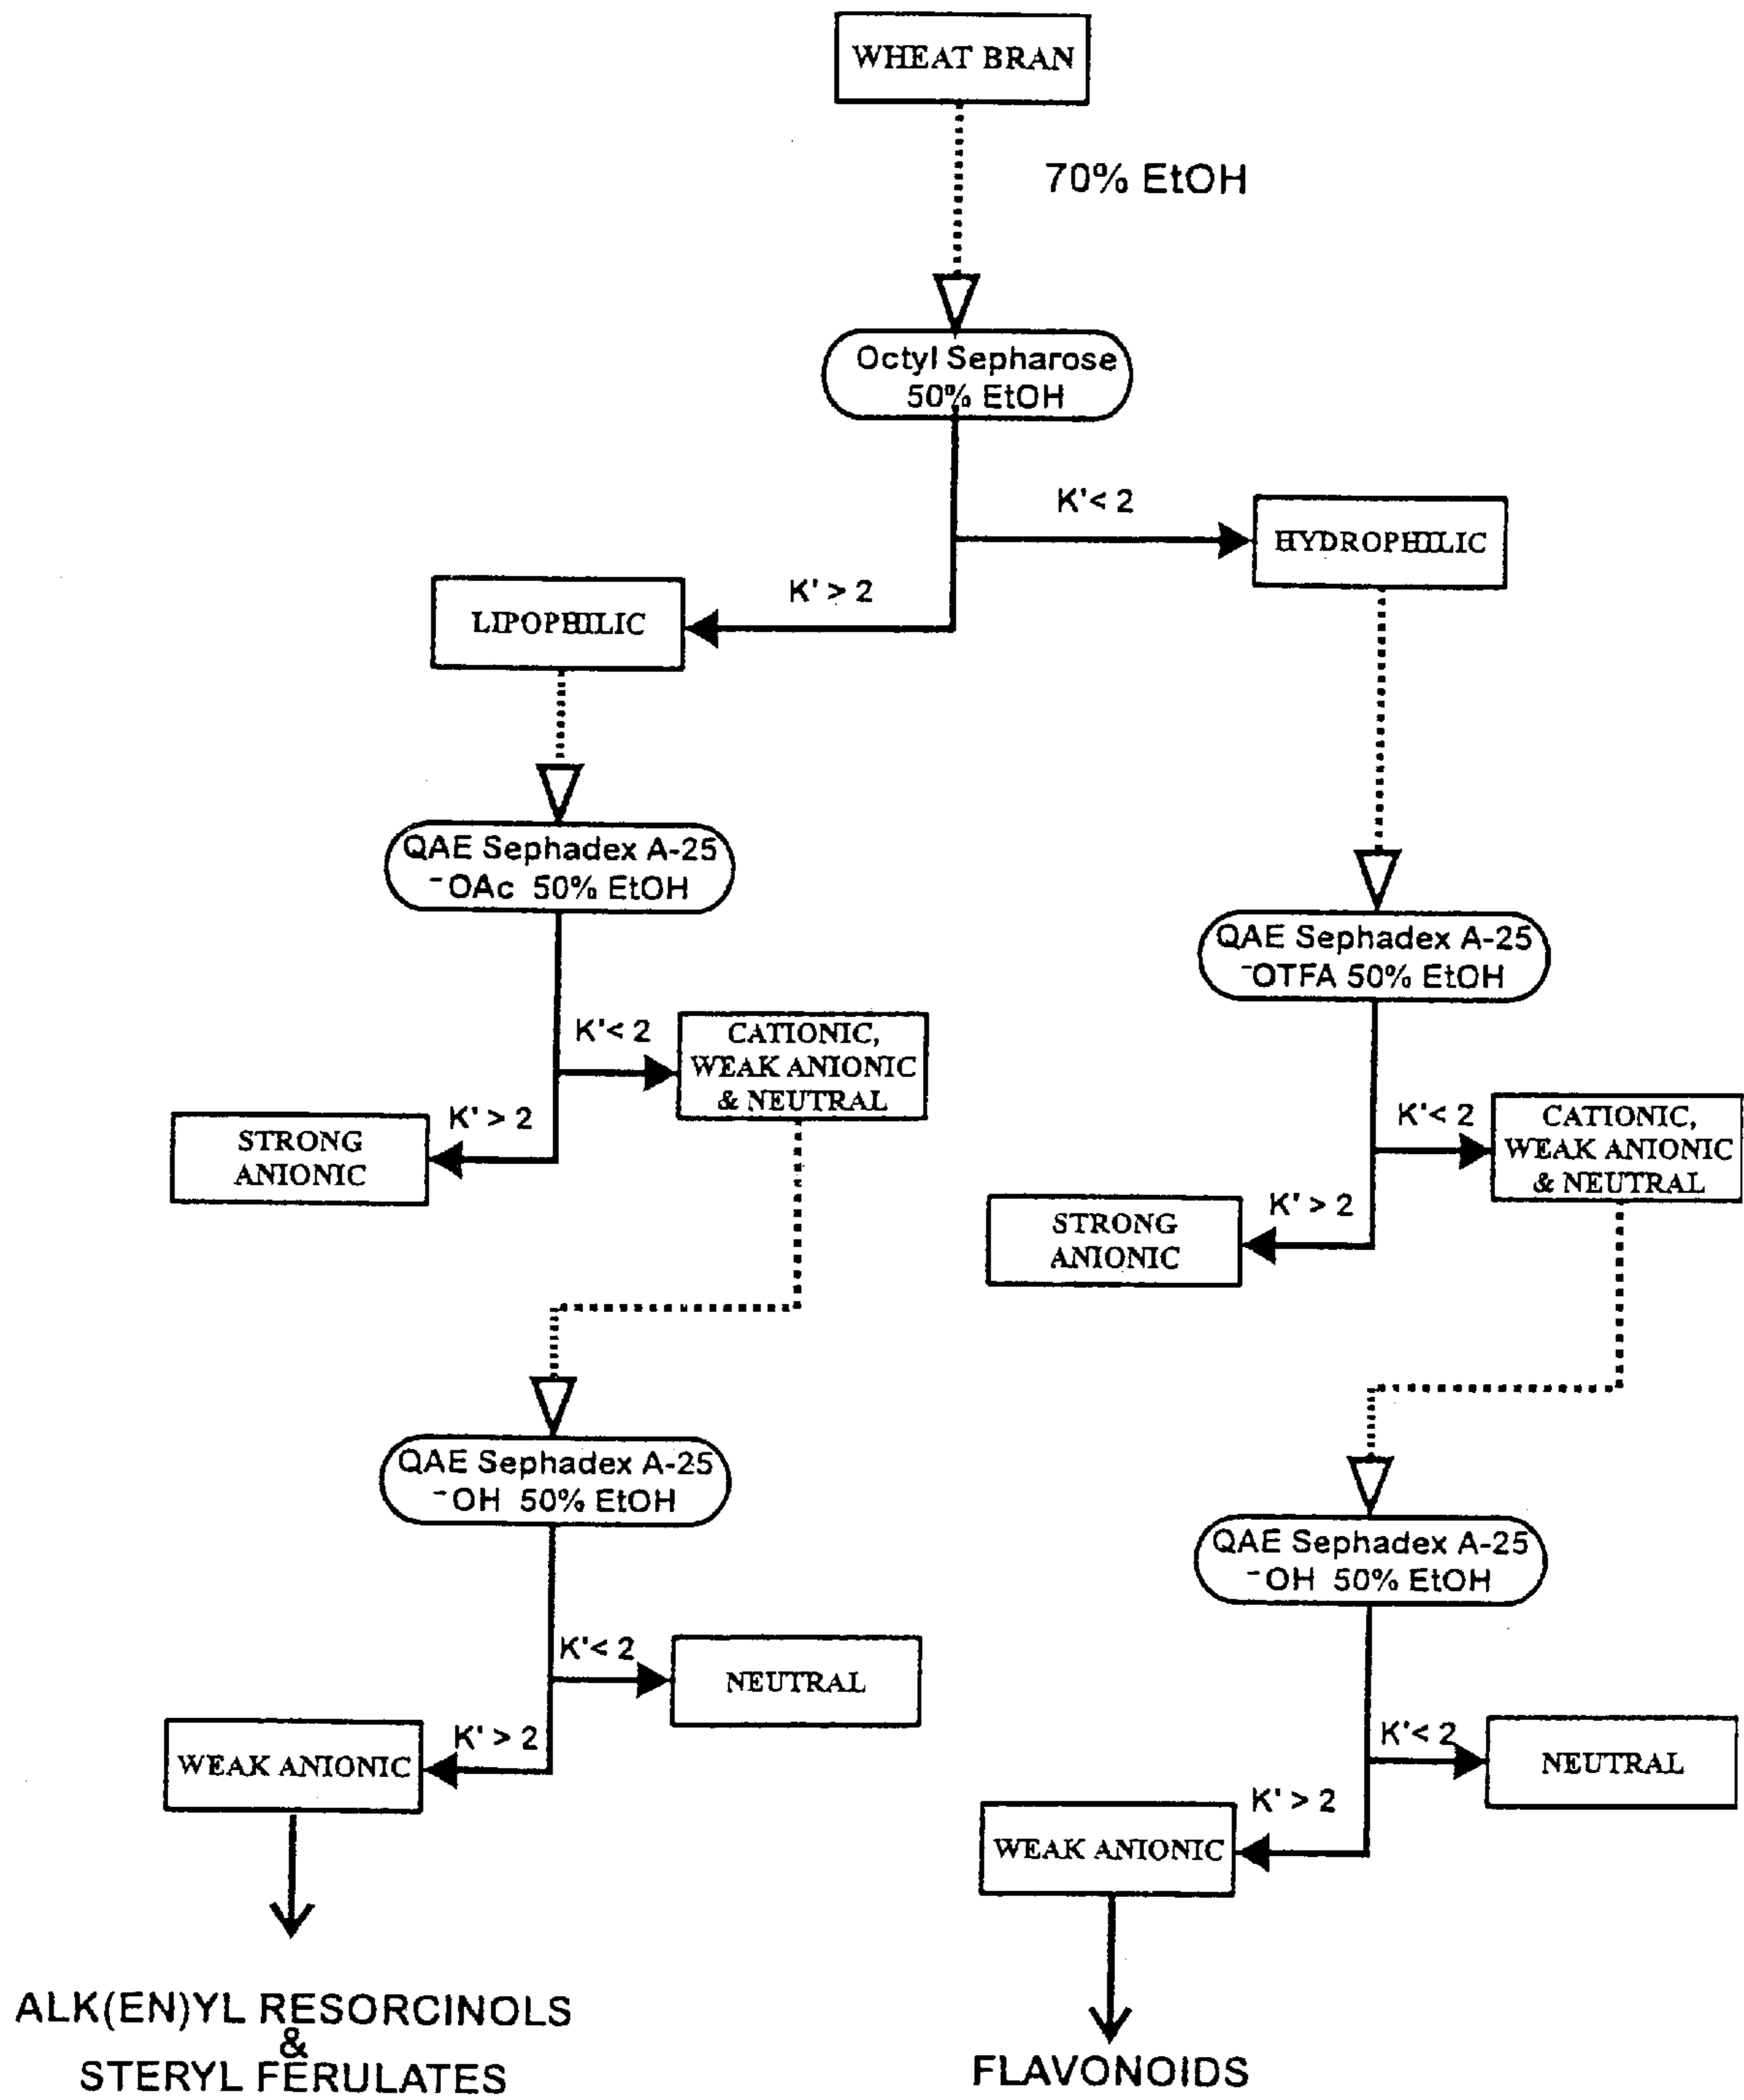 WHEAT BRAN
70% EtOH
Octyl Sepharose
50% EtOH
K'< 2
HYDROPHILIC
K' > 2
LIPOPHILIC
QAE Sephadex A-25
⁻OAc 50% EtOH
QAE Sephadex A-25
⁻OTFA 50% EtOH
K'< 2
CATIONIC,
WEAK ANIONIC
& NEUTRAL
K' > 2
STRONG
ANIONIC
K'< 2
CATIONIC,
WEAK ANIONIC
& NEUTRAL
K' > 2
STRONG
ANIONIC
QAE Sephadex A-25
⁻OH 50% EtOH
QAE Sephadex A-25
⁻OH 50% EtOH
K'< 2
NEUTRAL
K' > 2
WEAK ANIONIC
K'< 2
NEUTRAL
K' > 2
WEAK ANIONIC
ALK(EN)YL RESORCINOLS
&
STERYL FERULATES
FLAVONOIDS